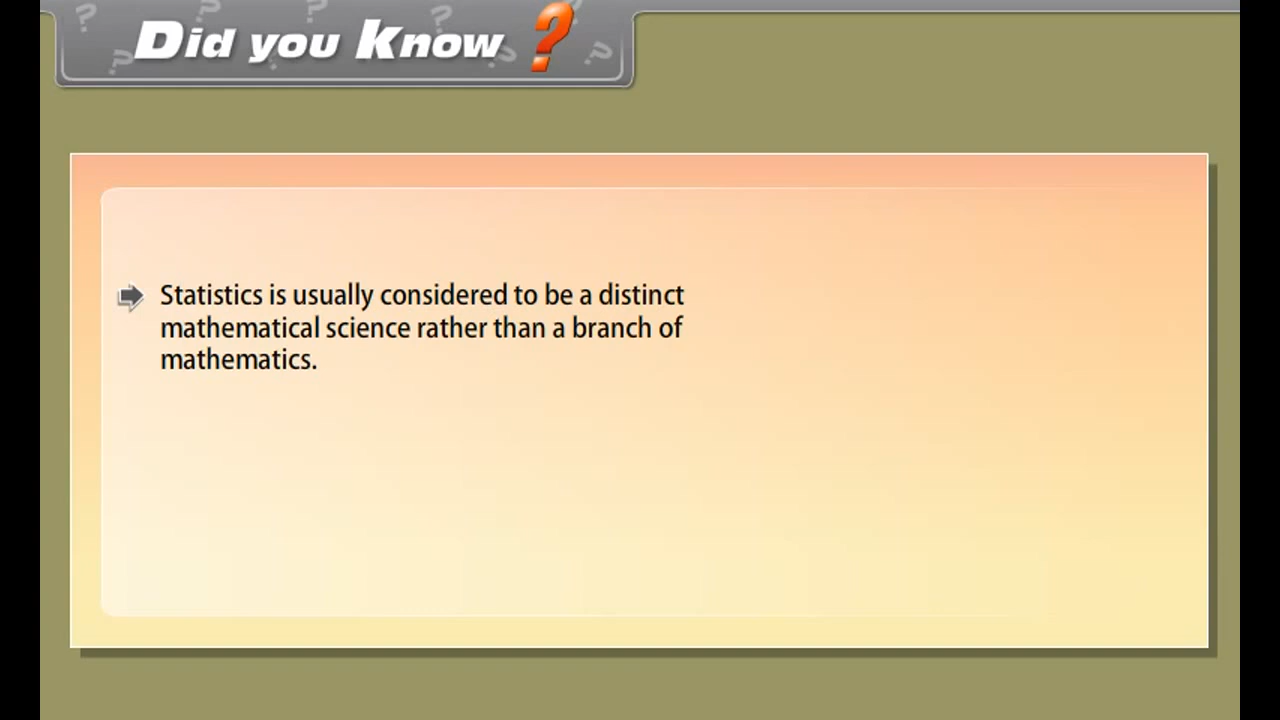 Did you Know ?
Statistics is usually considered to be a distinct
mathematical science rather than a branch of
mathematics.